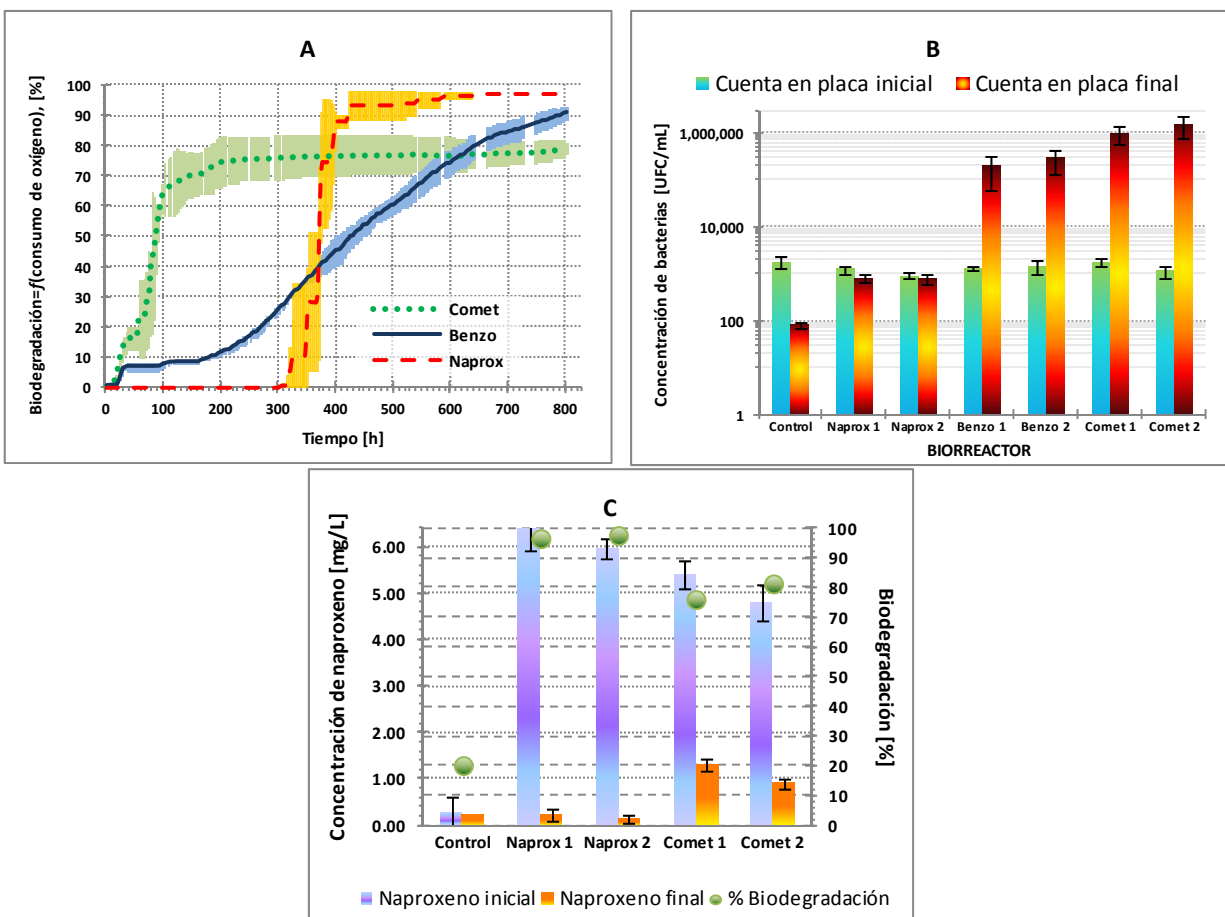 A
Biodegradación=f(consumo de oxígeno), [%]
100
90
80
70
60
50
40
30
20
10
0
Comet
Benzo
Naprox
0 100 200 300 400 500 600 700 800
Tiempo [h]
B
Cuenta en placa inicial Cuenta en placa final
Concentración de bacterias [UFC/mL]
1,000,000
10,000
100
1
Control Naprox 1 Naprox 2 Benzo 1 Benzo 2 Comet 1 Comet 2
BIORREACTOR
C
Concentración de naproxeno [mg/L]
6.00
5.00
4.00
3.00
2.00
1.00
0.00
100
90
80
70
60
50
40
30
20
10
0
Biodegradación [%]
Control Naprox 1 Naprox 2 Comet 1 Comet 2
Naproxeno inicial Naproxeno final % Biodegradación